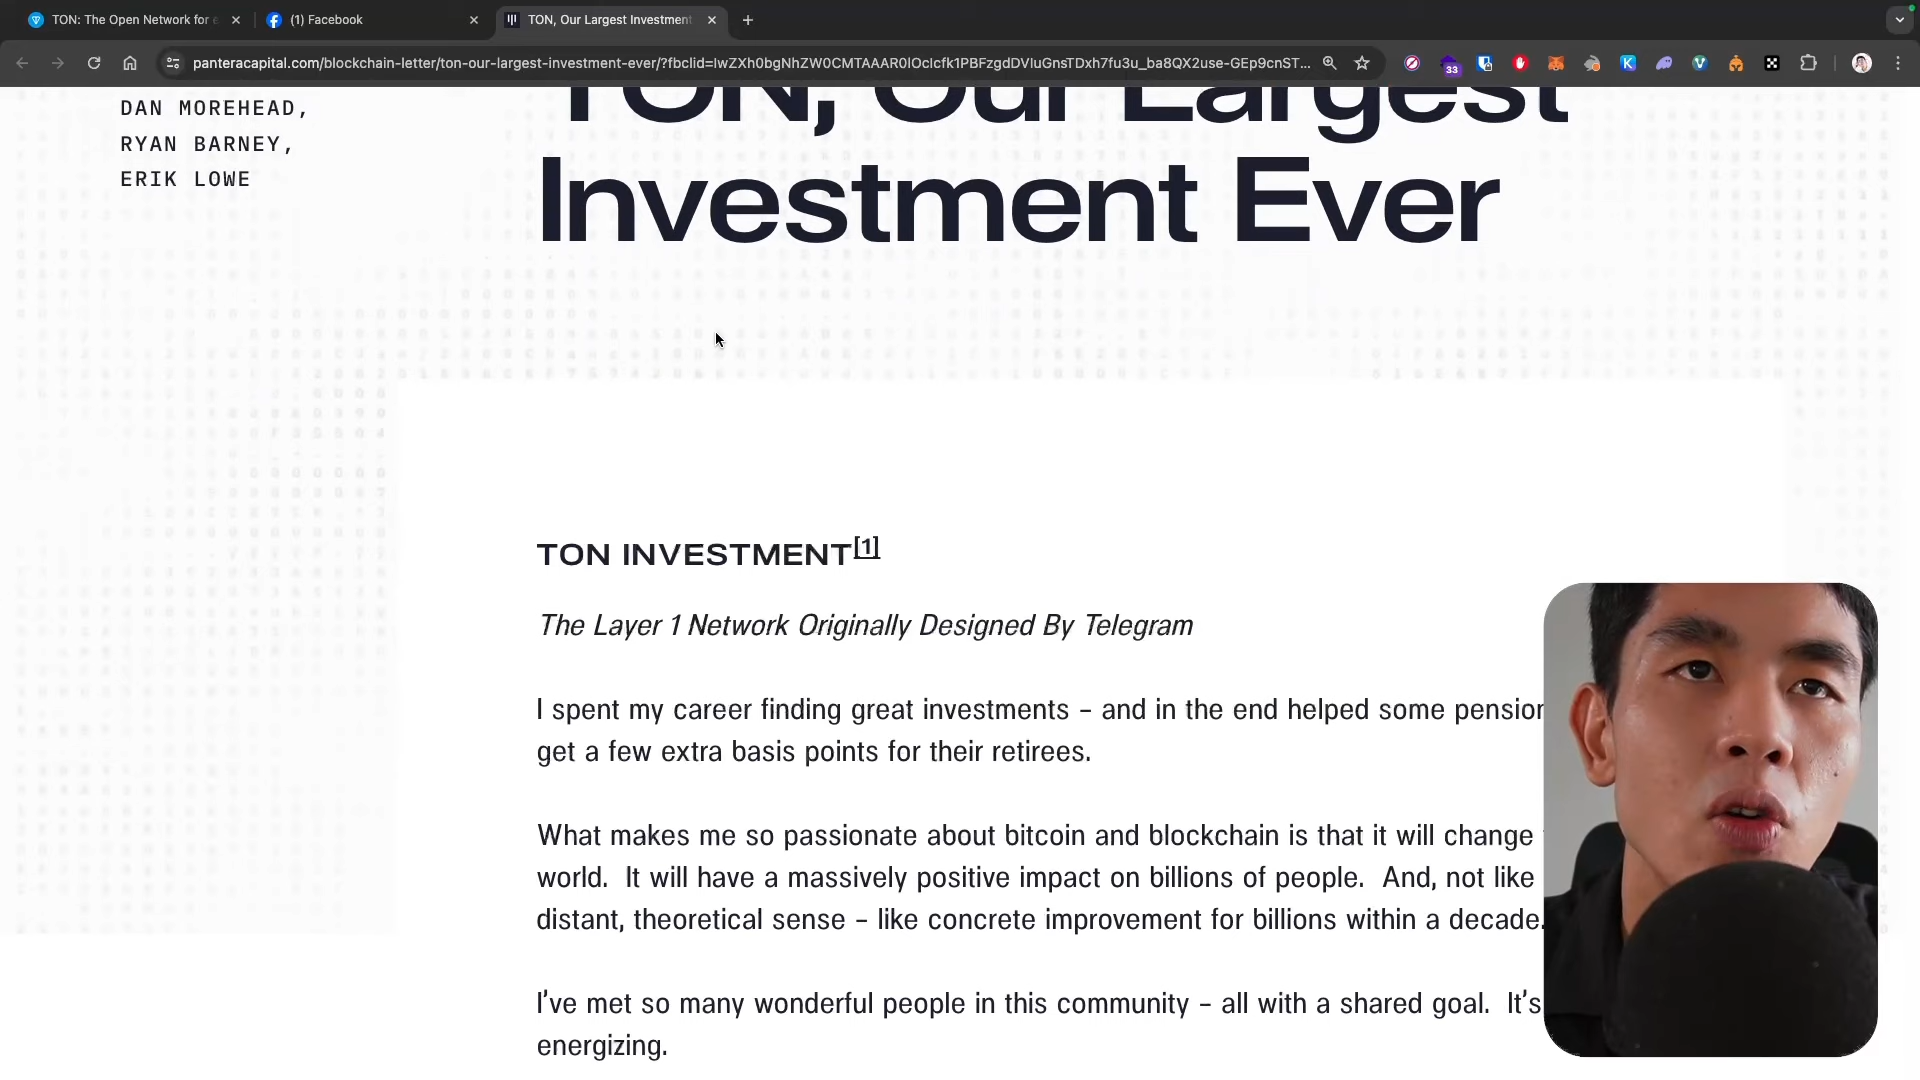 TON: The Open Network for e
(1) Facebook
TON, Our Largest Investment
panteracapital.com/blockchain-letter/ton-our-largest-investment-ever/?fbclid=IwZXh0bgNhZW0CMTAAAR0lOclcfk1PBFzgdDVIuGnsTDxh7fu3u_ba8QX2use-GEp9cnST...
33
DAN MOREHEAD,
RYAN BARNEY,
ERIK LOWE
TON, Our Largest
Investment Ever
TON INVESTMENT[1]
The Layer 1 Network Originally Designed By Telegram
I spent my career finding great investments – and in the end helped some pension
get a few extra basis points for their retirees.
What makes me so passionate about bitcoin and blockchain is that it will change
world.  It will have a massively positive impact on billions of people.  And, not like
distant, theoretical sense – like concrete improvement for billions within a decade.
I’ve met so many wonderful people in this community – all with a shared goal.  It’s
energizing.